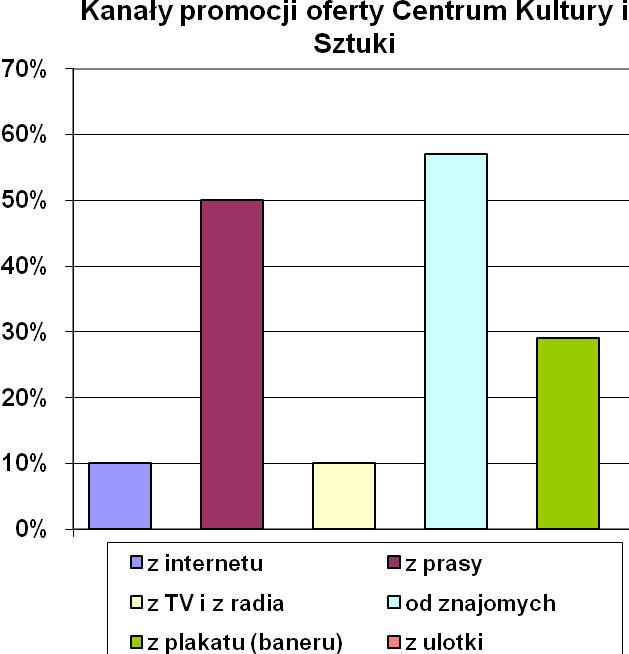 Kanały promocji oferty Centrum Kultury i
Sztuki
70%
60%
50%
40%
30%
20%
10%
0%
z internetu z prasy
z TV i z radia od znajomych
z plakatu (baneru) z ulotki